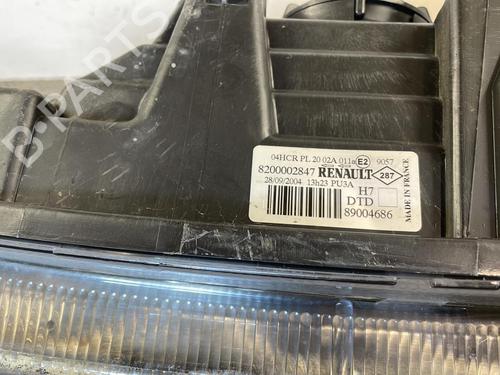 B-PARTS
04HCR PL 20 02A 011 E2 9057
8200002847 RENAULT 287
28/09/2004 13h23 PU3A
H7
DTD
89004686
MADE IN FRANCE